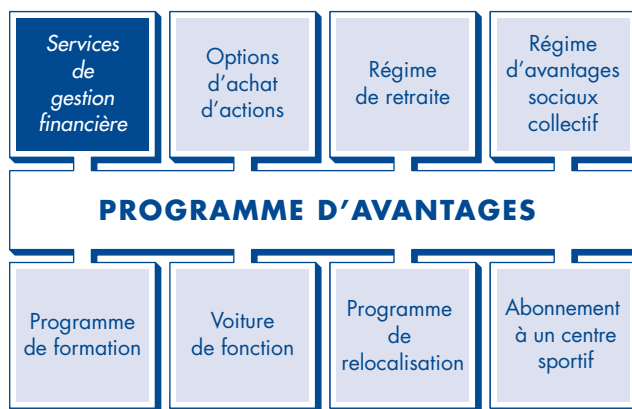 Services
de
gestion
financière
Options
d'achat
d'actions
Régime
de retraite
Régime
d'avantages
sociaux
collectif
PROGRAMME D'AVANTAGES
Programme
de formation
Voiture
de fonction
Programme
de
relocalisation
Abonnement
à un centre
sportif